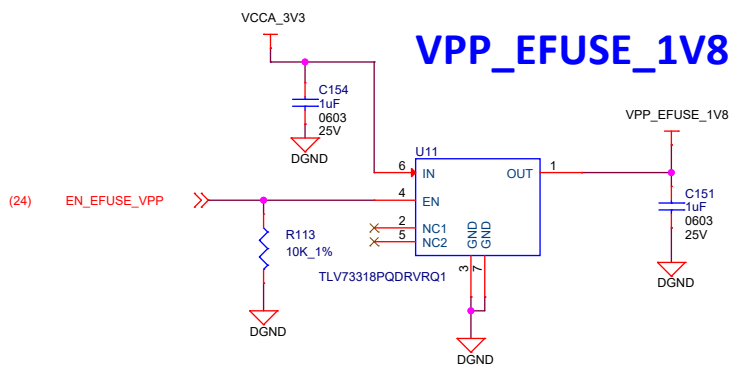 VCCA_3V3
VPP_EFUSE_1V8
C154
1uF
0603
25V
DGND
VPP_EFUSE_1V8
U11
6
IN
OUT
1
(24)
EN_EFUSE_VPP
4
EN
C151
1uF
0603
25V
2
NC1
5
NC2
GND
GND
R113
10K_1%
TLV73318PQDRVRQ1
3
7
DGND
DGND
DGND